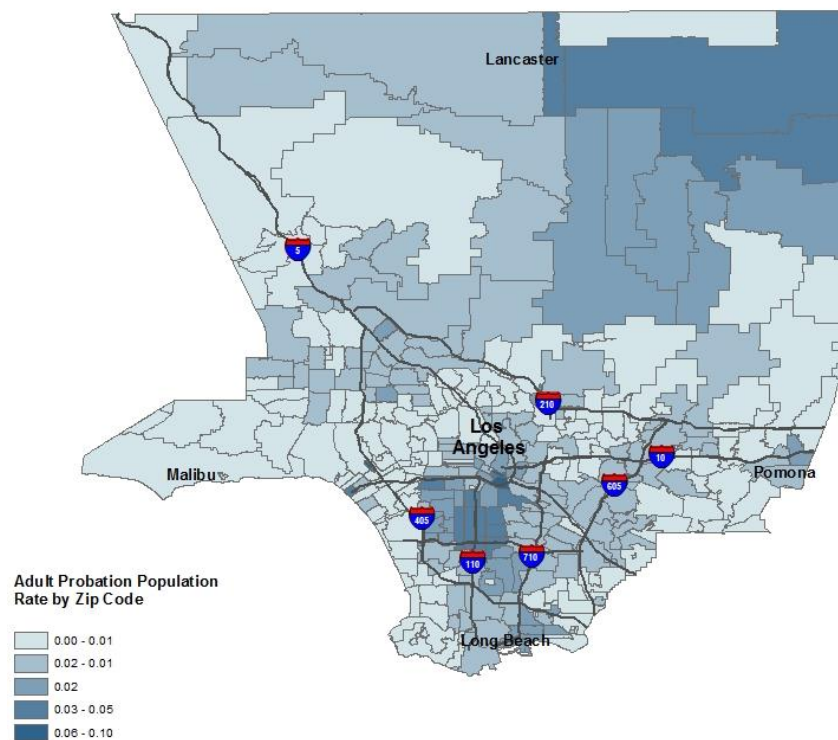 Lancaster
5
210
Los
Angeles
10
Malibu
605
Pomona
405
110
710
Long Beach
Adult Probation Population
Rate by Zip Code
0.00 - 0.01
0.02 - 0.01
0.02
0.03 - 0.05
0.06 - 0.10